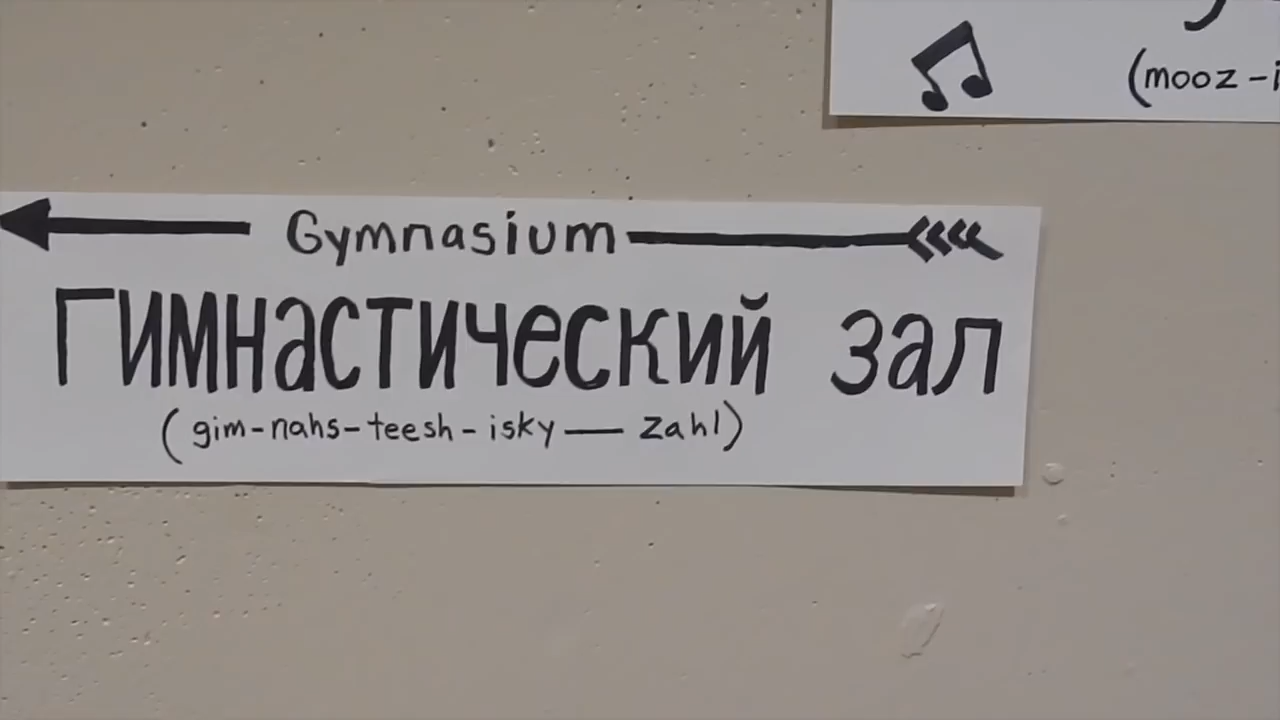 (mooz-i
Gymnasium
Гимнастический зал
(gim-nahs-teesh-isky — zahl)